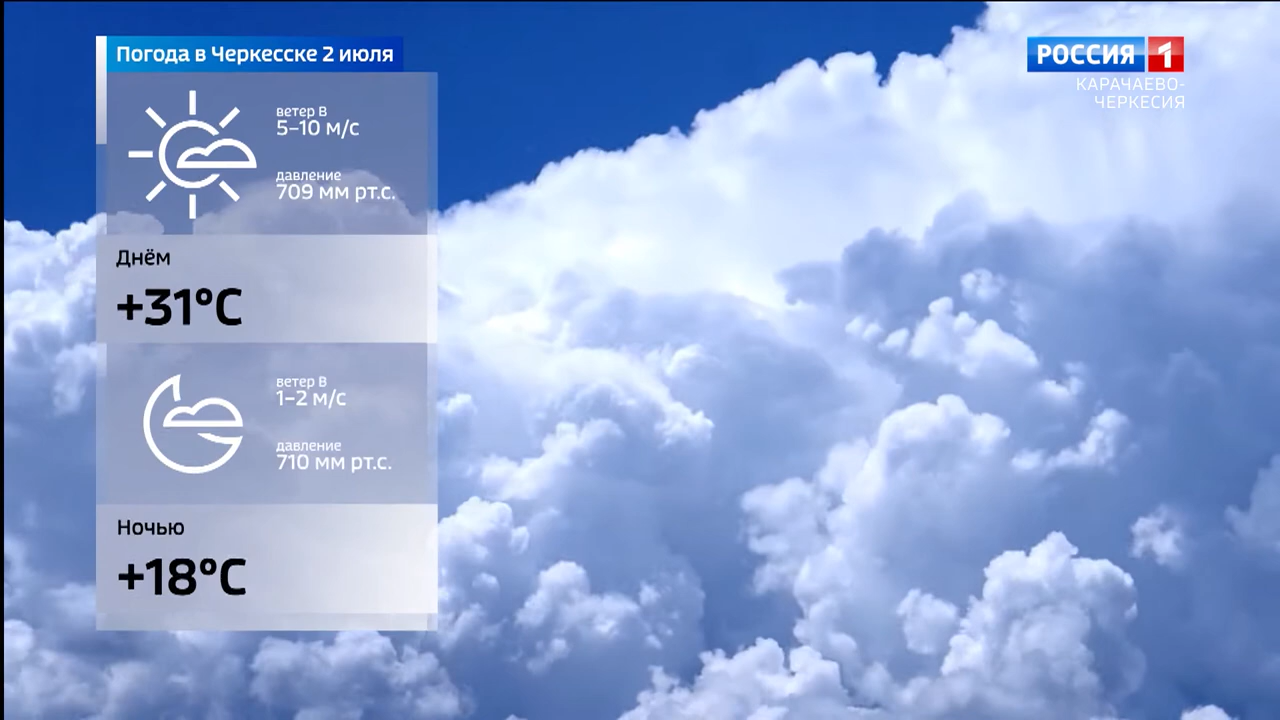 Погода в Черкесске 2 июля
РОССИЯ 1
КАРАЧАЕВО-
ЧЕРКЕСИЯ
ветер В
5–10 м/с
давление
709 мм рт.с.
Днём
+31°C
ветер В
1–2 м/с
давление
710 мм рт.с.
Ночью
+18°C